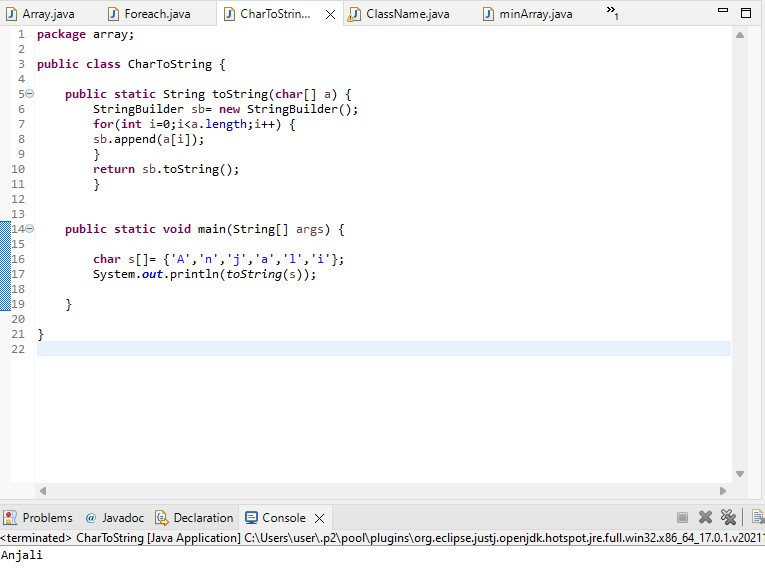 Array.java Foreach.java CharToStrin... ClassName.java minArray.java »1
1 package array;
2
3 public class CharToString {
4
5 public static String toString(char[] a) {
6 StringBuilder sb= new StringBuilder();
7 for(int i=0;i<a.length;i++) {
8 sb.append(a[i]);
9 }
10 return sb.toString();
11 }
12
13
14 public static void main(String[] args) {
15
16 char s[]= {'A','n','j','a','l','i'};
17 System.out.println(toString(s));
18
19 }
20
21 }
22
Problems @ Javadoc Declaration Console
<terminated> CharToString [Java Application] C:\Users\user\.p2\pool\plugins\org.eclipse.justj.openjdk.hotspot.jre.full.win32.x86_64_17.0.1.v2021
Anjali